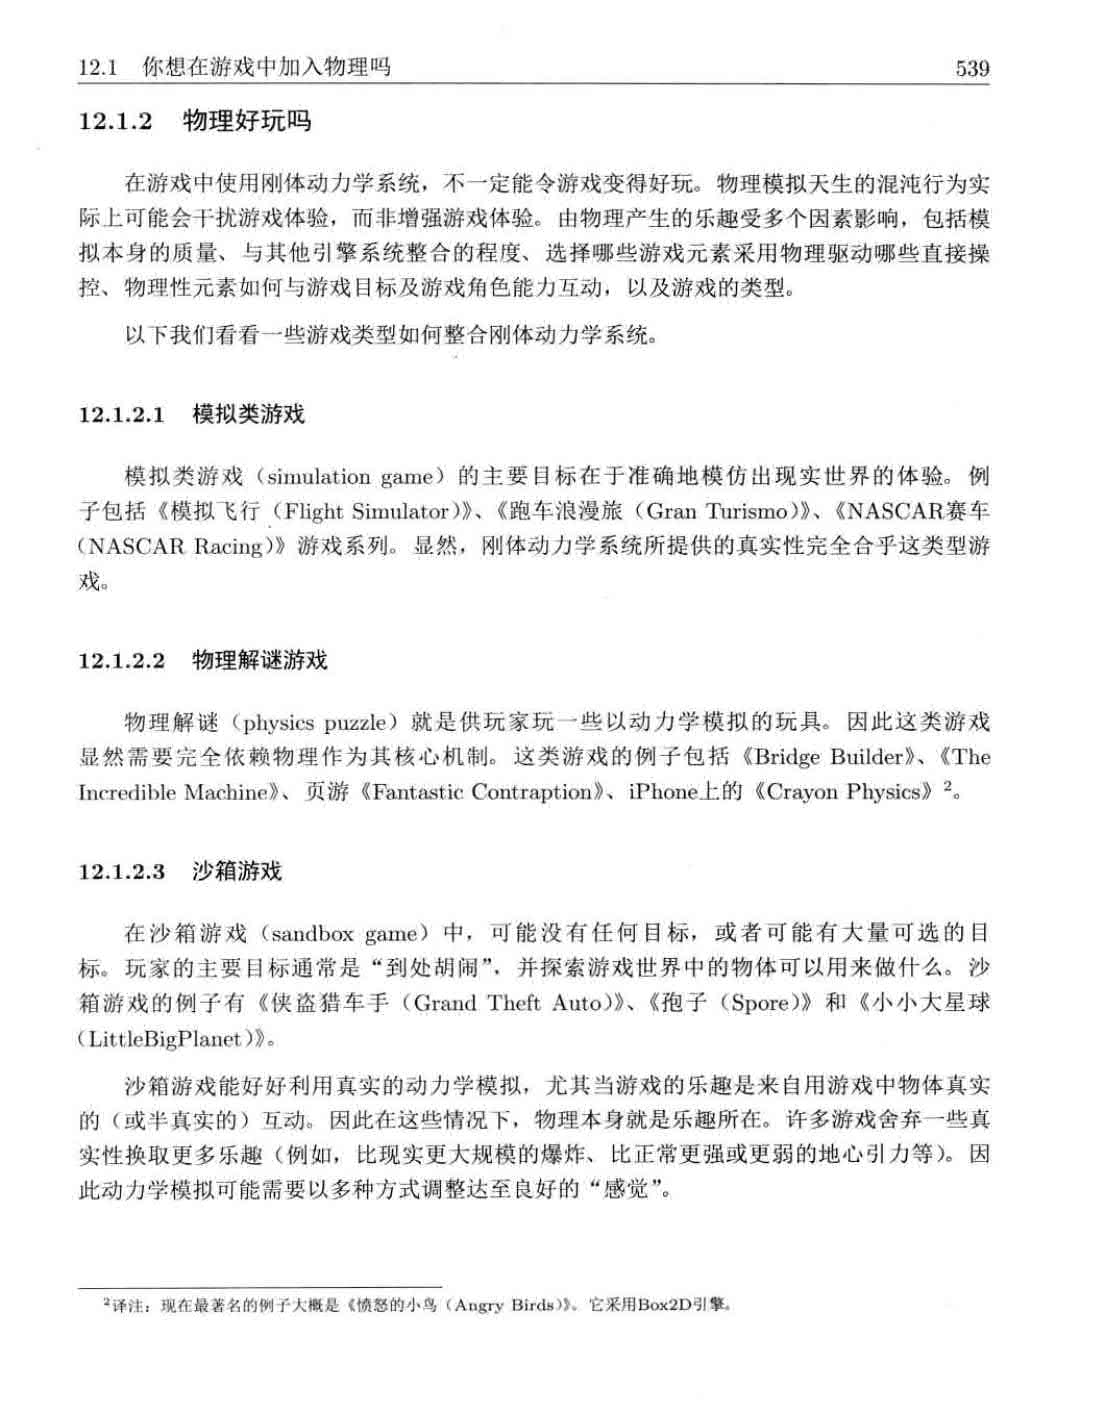 12.1 你想在游戏中加入物理吗 539
12.1.2 物理好玩吗
在游戏中使用刚体动力学系统，不一定能令游戏变得好玩。物理模拟天生的混沌行为实
际上可能会干扰游戏体验，而非增强游戏体验。由物理产生的乐趣受多个因素影响，包括模
拟本身的质量、与其他引擎系统整合的程度、选择哪些游戏元素采用物理驱动哪些直接操
控、物理性元素如何与游戏目标及游戏角色能力互动，以及游戏的类型。
以下我们看看一些游戏类型如何整合刚体动力学系统。
12.1.2.1 模拟类游戏
模拟类游戏（simulation game）的主要目标在于准确地模仿出现实世界的体验。例
子包括《模拟飞行（Flight Simulator）》、《跑车浪漫旅（Gran Turismo）》、《NASCAR赛车
（NASCAR Racing）》游戏系列。显然，刚体动力学系统所提供的真实性完全合乎这类型游
戏。
12.1.2.2 物理解谜游戏
物理解谜（physics puzzle）就是供玩家玩一些以动力学模拟的玩具。因此这类游戏
显然需要完全依赖物理作为其核心机制。这类游戏的例子包括《Bridge Builder》、《The
Incredible Machine》、页游《Fantastic Contraption》、iPhone上的《Crayon Physics》²。
12.1.2.3 沙箱游戏
在沙箱游戏（sandbox game）中，可能没有任何目标，或者可能有大量可选的目
标。玩家的主要目标通常是“到处胡闹”，并探索游戏世界中的物体可以用来做什么。沙
箱游戏的例子有《侠盗猎车手（Grand Theft Auto）》、《孢子（Spore）》和《小小大星球
（LittleBigPlanet）》。
沙箱游戏能好好利用真实的动力学模拟，尤其当游戏的乐趣是来自用游戏中物体真实
的（或半真实的）互动。因此在这些情况下，物理本身就是乐趣所在。许多游戏舍弃一些真
实性换取更多乐趣（例如，比现实更大规模的爆炸、比正常更强或更弱的地心引力等）。因
此动力学模拟可能需要以多种方式调整达至良好的“感觉”。
²译注：现在最著名的例子大概是《愤怒的小鸟（Angry Birds）》。它采用Box2D引擎。